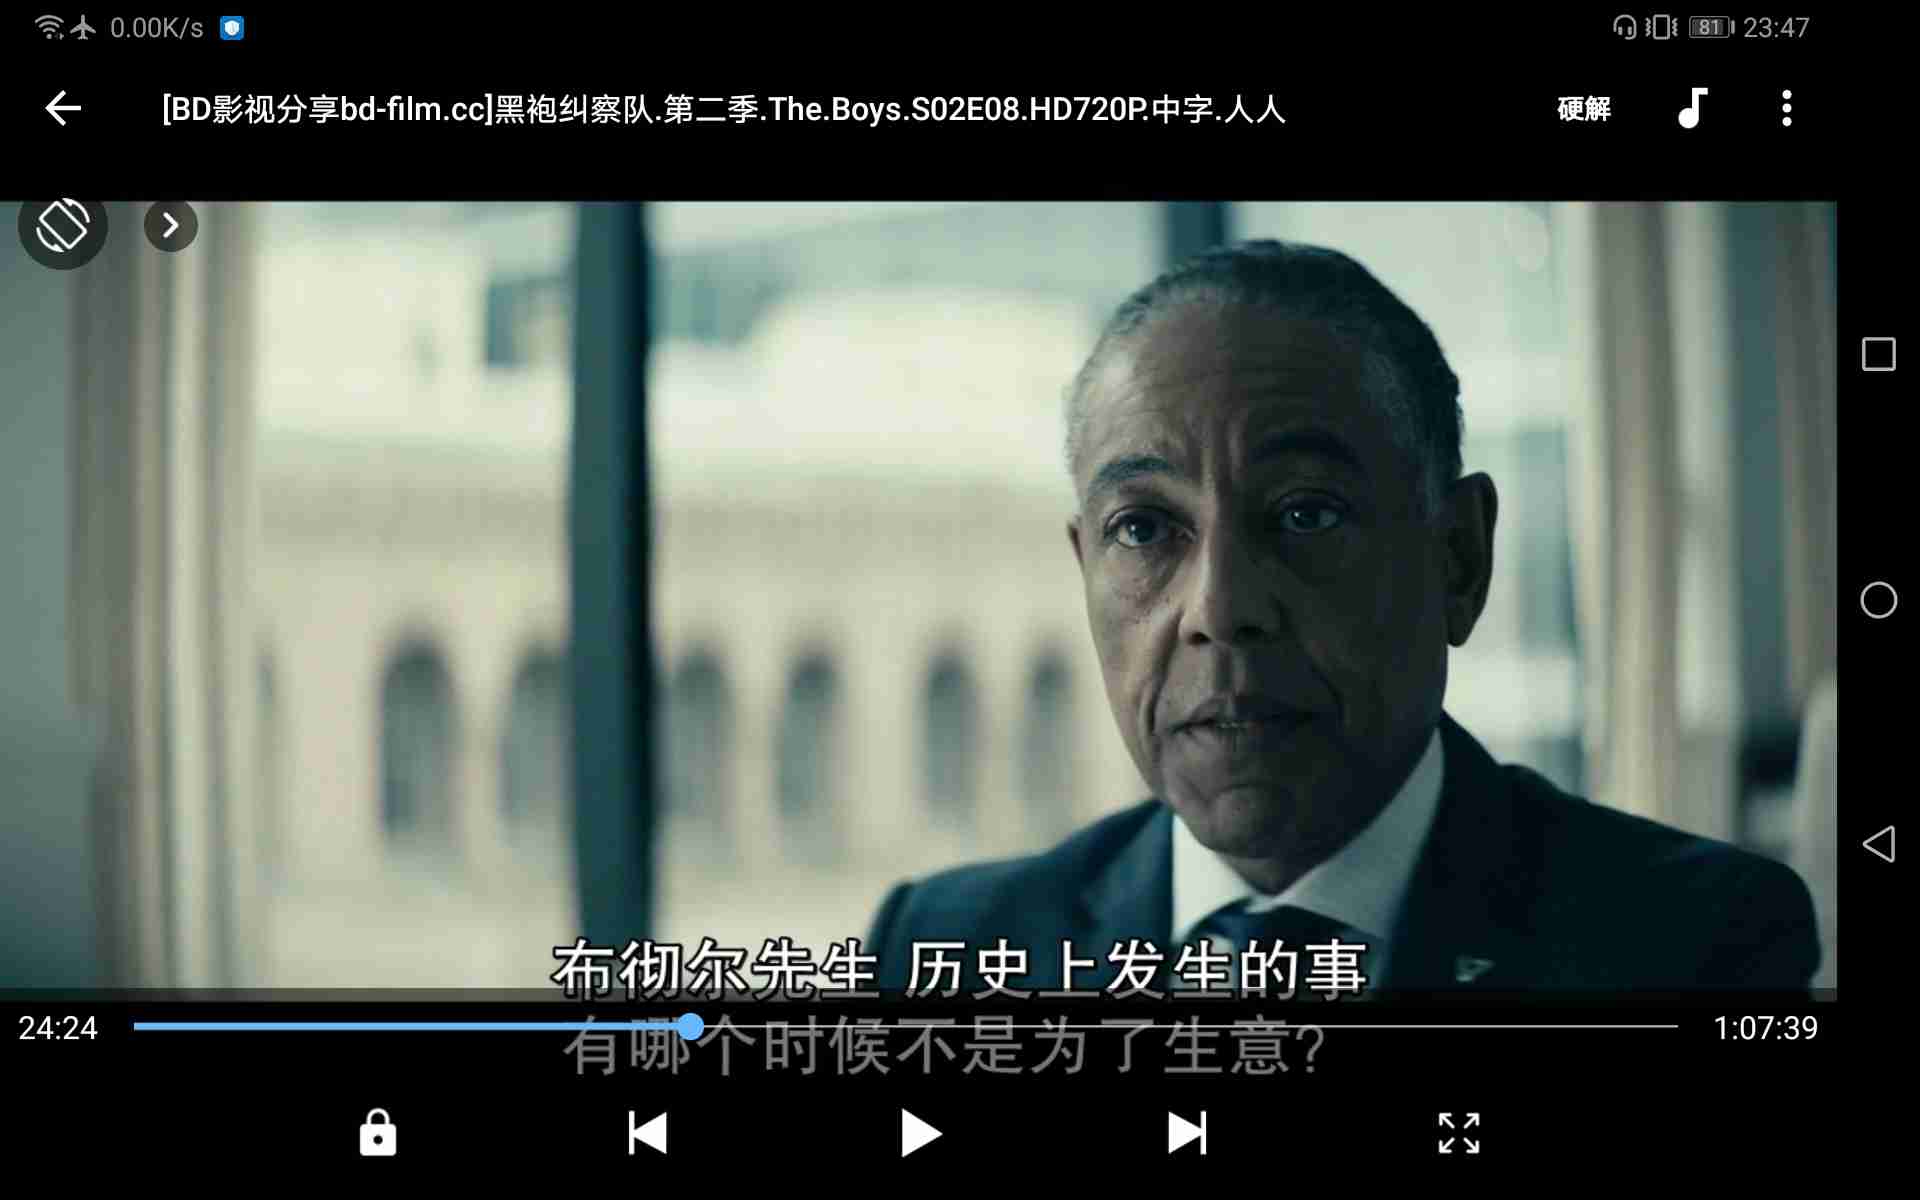 0.00K/s
81 23:47
[BD影视分享bd-film.cc]黑袍纠察队.第二季.The.Boys.S02E08.HD720P.中字.人人
硬解
布彻尔先生 历史上发生的事
24:24
1:07:39
有哪个时候不是为了生意?